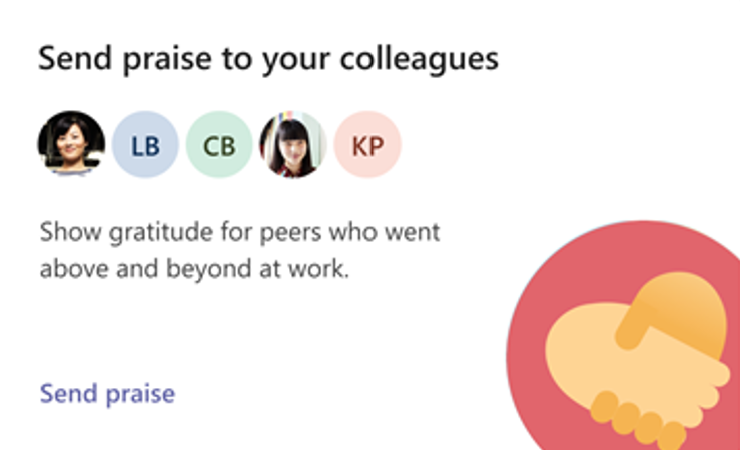 Send praise to your colleagues
LB CB KP
Show gratitude for peers who went
above and beyond at work.
Send praise